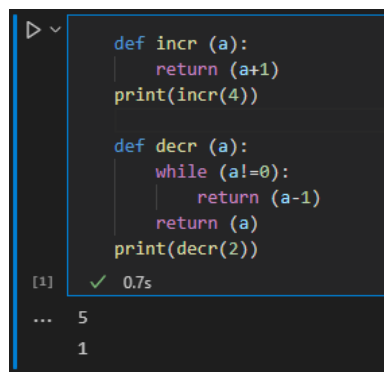 def incr (a):
    return (a+1)
print(incr(4))
def decr (a):
    while (a!=0):
        return (a-1)
    return (a)
print(decr(2))
[1] ✓ 0.7s
... 5
1